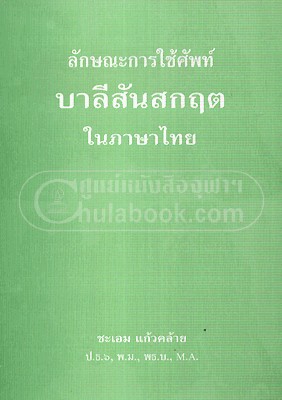 ลักษณะการใช้ศัพท์
บาลีสันสกฤต
ในภาษาไทย
ศูนย์หนังสือจุฬาฯ
chulabook.com
ชะเอม แก้วคล้าย
ป.ธ.๖, พ.ม., พธ.บ., M.A.